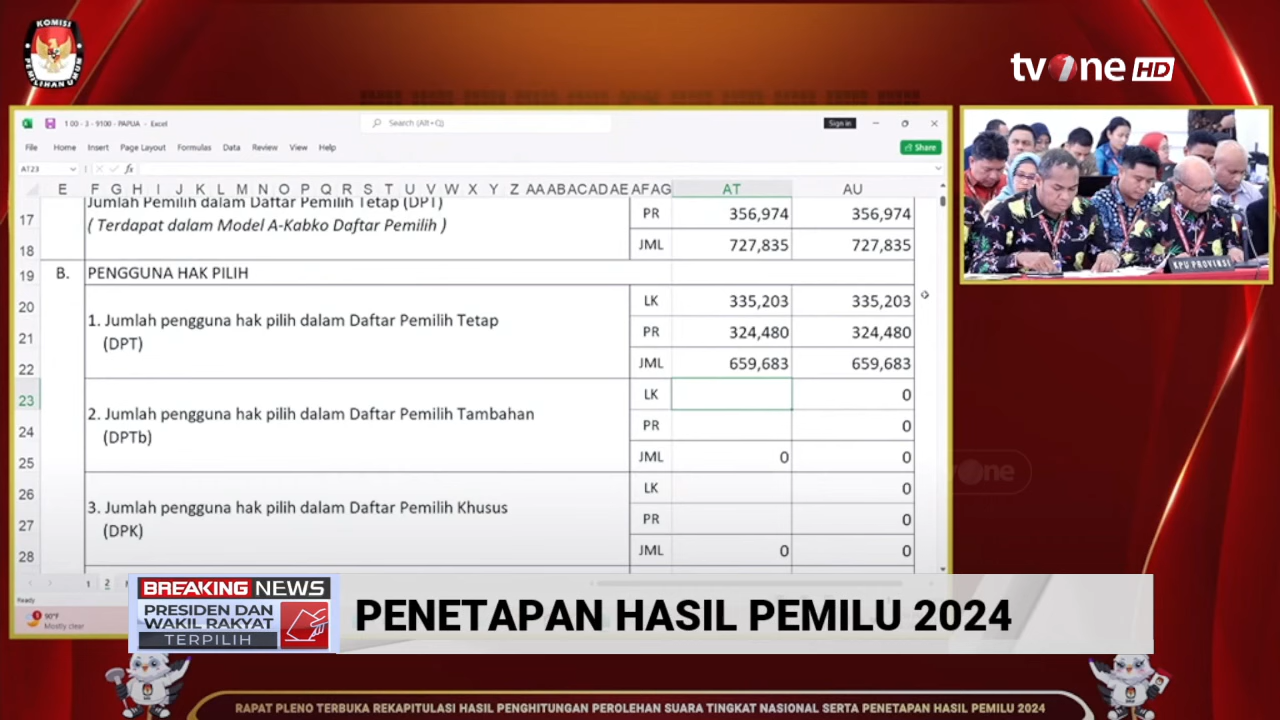 KOMISI
PEMILIHAN UMUM
tvOne HD
1 00 - 3 - 9100 - PAPUA - Excel
Search (Alt+Q)
Sign in
File Home Insert Page Layout Formulas Data Review View Help
Share
AT23
fx
E F G H I J K L M N O P Q R S T U V W X Y Z AA AB AC AD AE AF AG AT AU
17 Jumlah Pemilih dalam Daftar Pemilih Tetap (DPT) PR 356,974 356,974
( Terdapat dalam Model A-Kabko Daftar Pemilih )
18 JML 727,835 727,835
19 B. PENGGUNA HAK PILIH
20 LK 335,203 335,203
1. Jumlah pengguna hak pilih dalam Daftar Pemilih Tetap
21 (DPT) PR 324,480 324,480
22 JML 659,683 659,683
23 LK 0
2. Jumlah pengguna hak pilih dalam Daftar Pemilih Tambahan
24 (DPTb) PR 0
25 JML 0 0
26 LK 0
3. Jumlah pengguna hak pilih dalam Daftar Pemilih Khusus
27 (DPK) PR 0
28 JML 0 0
1 2
Ready
90°F
Mostly clear
KPU PROVINSI
BREAKING NEWS
PRESIDEN DAN
WAKIL RAKYAT
TERPILIH
PENETAPAN HASIL PEMILU 2024
RAPAT PLENO TERBUKA REKAPITULASI HASIL PENGHITUNGAN PEROLEHAN SUARA TINGKAT NASIONAL SERTA PENETAPAN HASIL PEMILU 2024